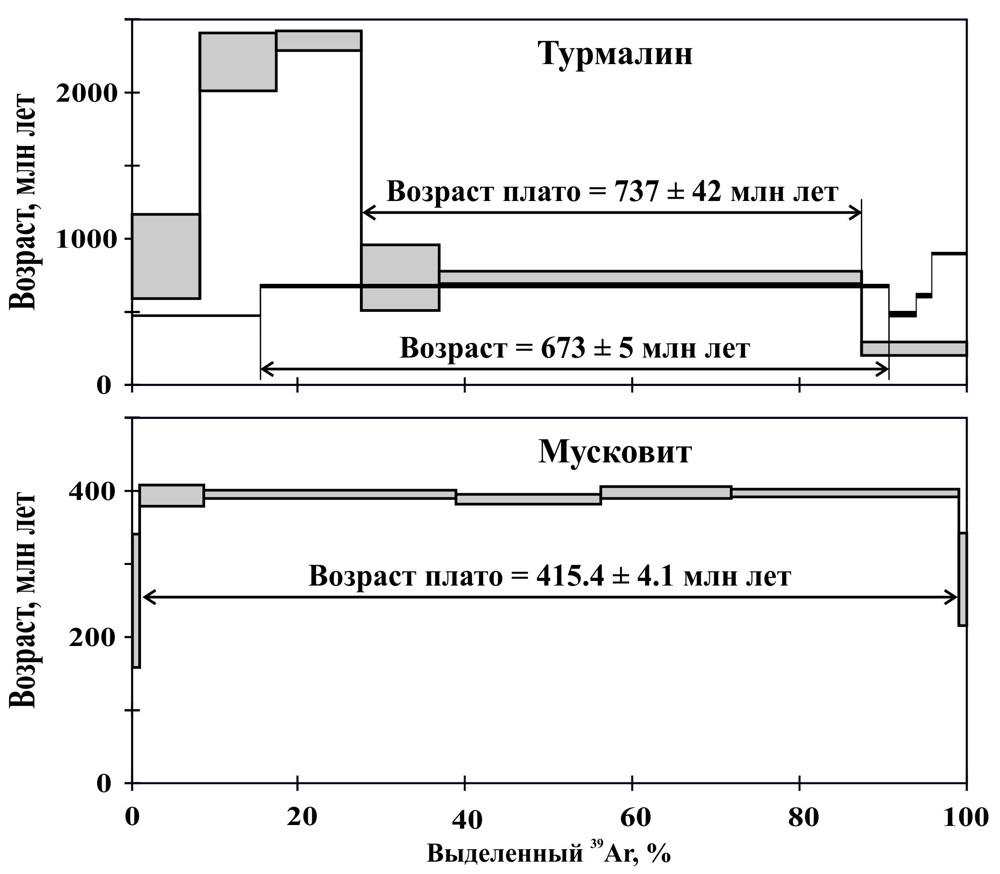 Турмалин
2000
Возраст, млн лет
Возраст плато = 737 ± 42 млн лет
1000
Возраст = 673 ± 5 млн лет
0
Мусковит
400
Возраст, млн лет
Возраст плато = 415.4 ± 4.1 млн лет
200
0
0 20 40 60 80 100
Выделенный ³⁹Ar, %